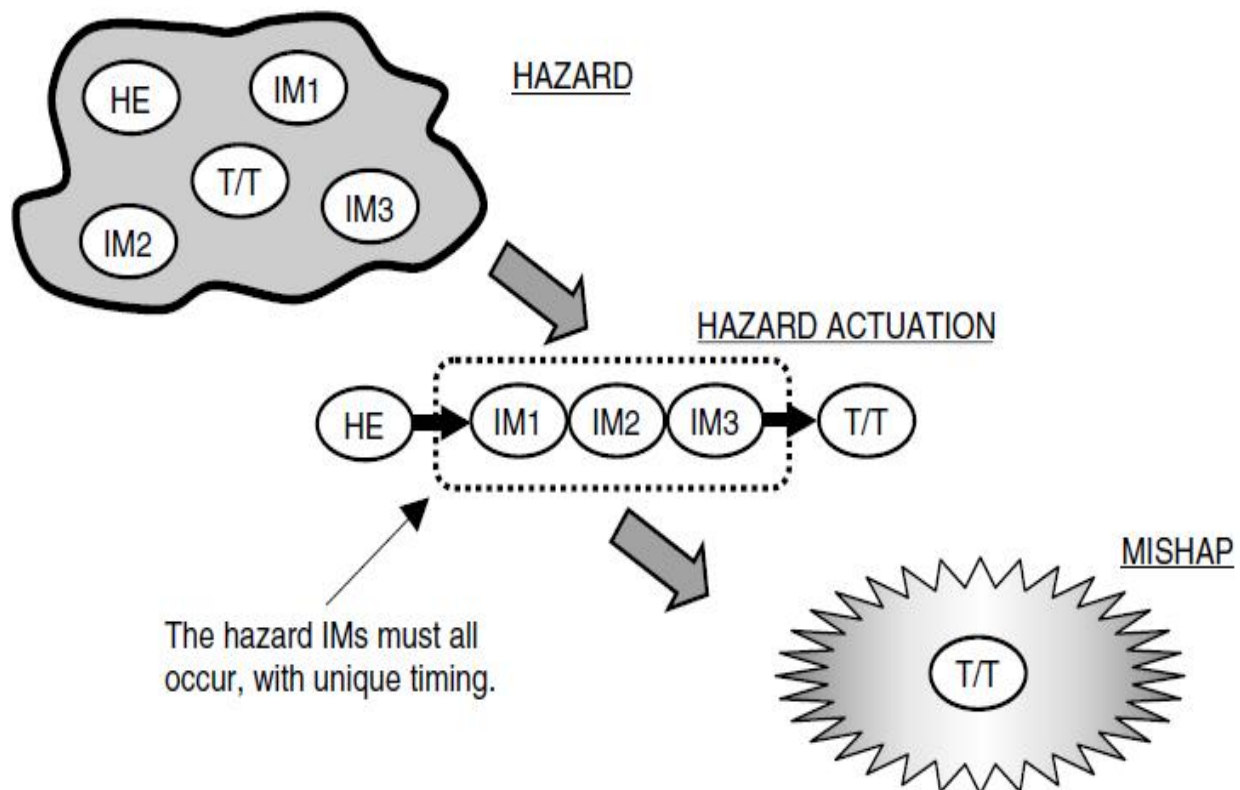 HAZARD
HE
IM1
T/T
IM2
IM3
HAZARD ACTUATION
HE
IM1
IM2
IM3
T/T
The hazard IMs must all
occur, with unique timing.
MISHAP
T/T